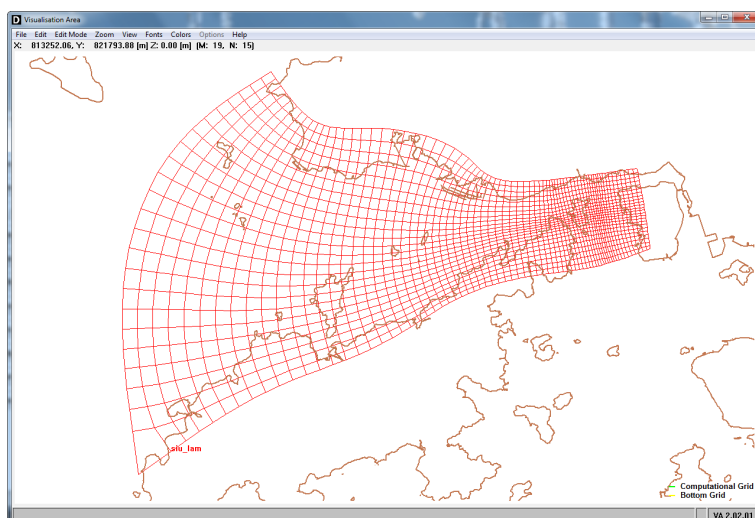 Visualisation Area
File Edit Edit Mode Zoom View Fonts Colors Options Help
X: 813252.06, Y: 821793.88 [m] Z: 0.00 [m] (M: 19, N: 15)
siu_lam
Computational Grid
Bottom Grid
VA 2.02.01